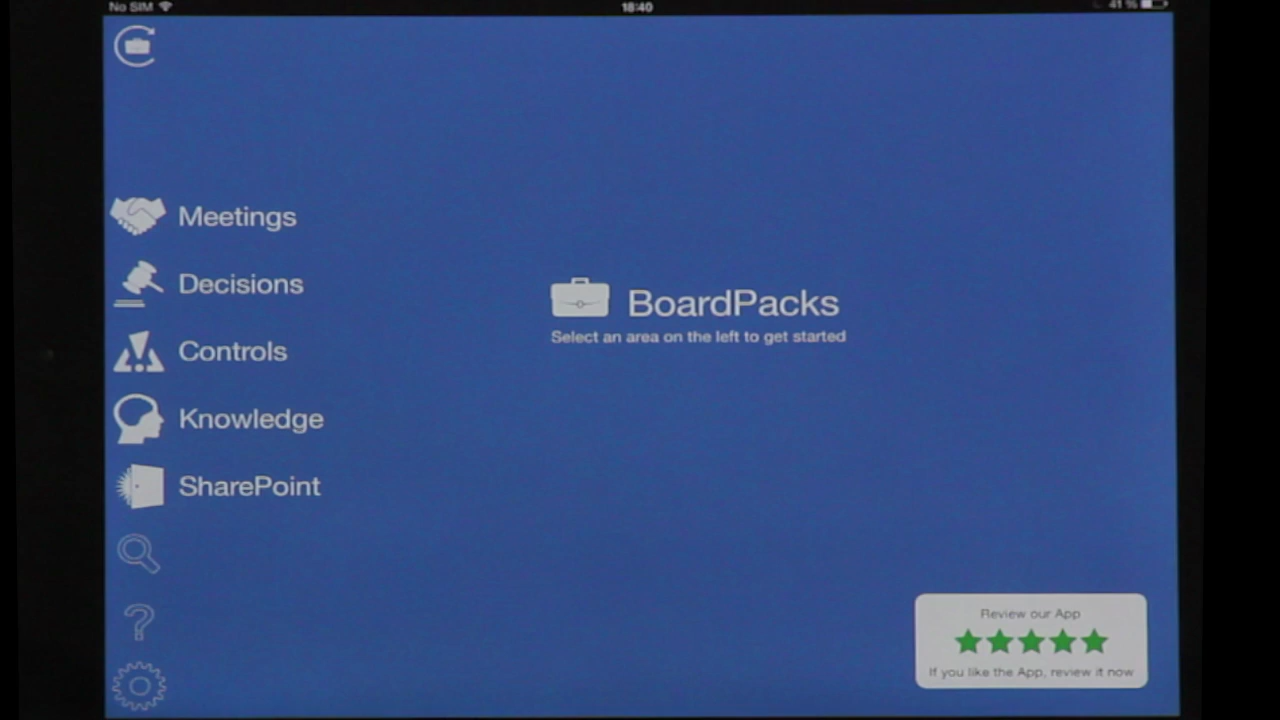 No SIM 18:40 41 %
Meetings
Decisions
Controls
Knowledge
SharePoint
BoardPacks
Select an area on the left to get started
Review our App
If you like the App, review it now